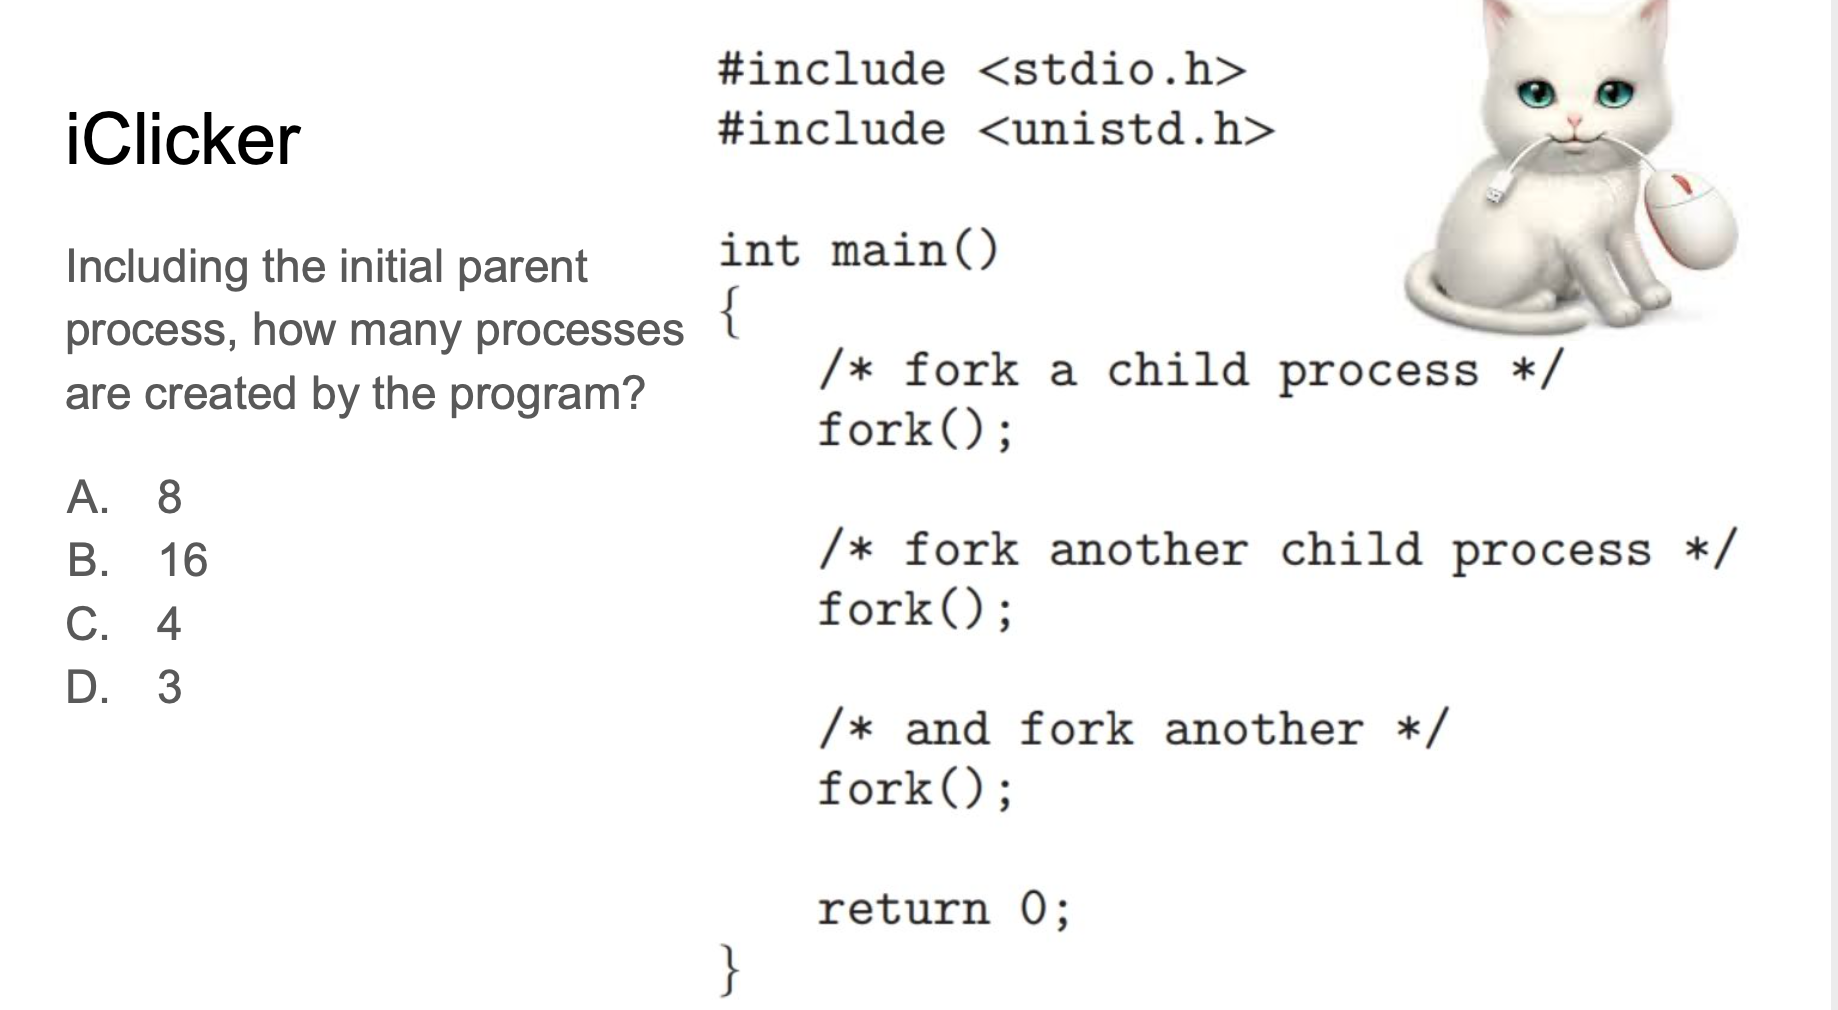 iClicker
Including the initial parent
process, how many processes
are created by the program?
A. 8
B. 16
C. 4
D. 3
#include <stdio.h>
#include <unistd.h>
int main()
{
/* fork a child process */
fork();
/* fork another child process */
fork();
/* and fork another */
fork();
return 0;
}